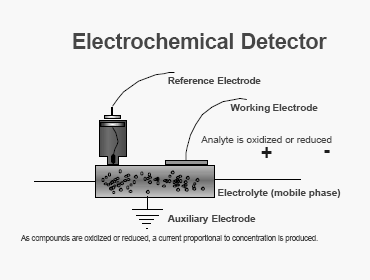 Electrochemical Detector
Reference Electrode
Working Electrode
Analyte is oxidized or reduced
+ -
Electrolyte (mobile phase)
Auxiliary Electrode
As compounds are oxidized or reduced, a current proportional to concentration is produced.